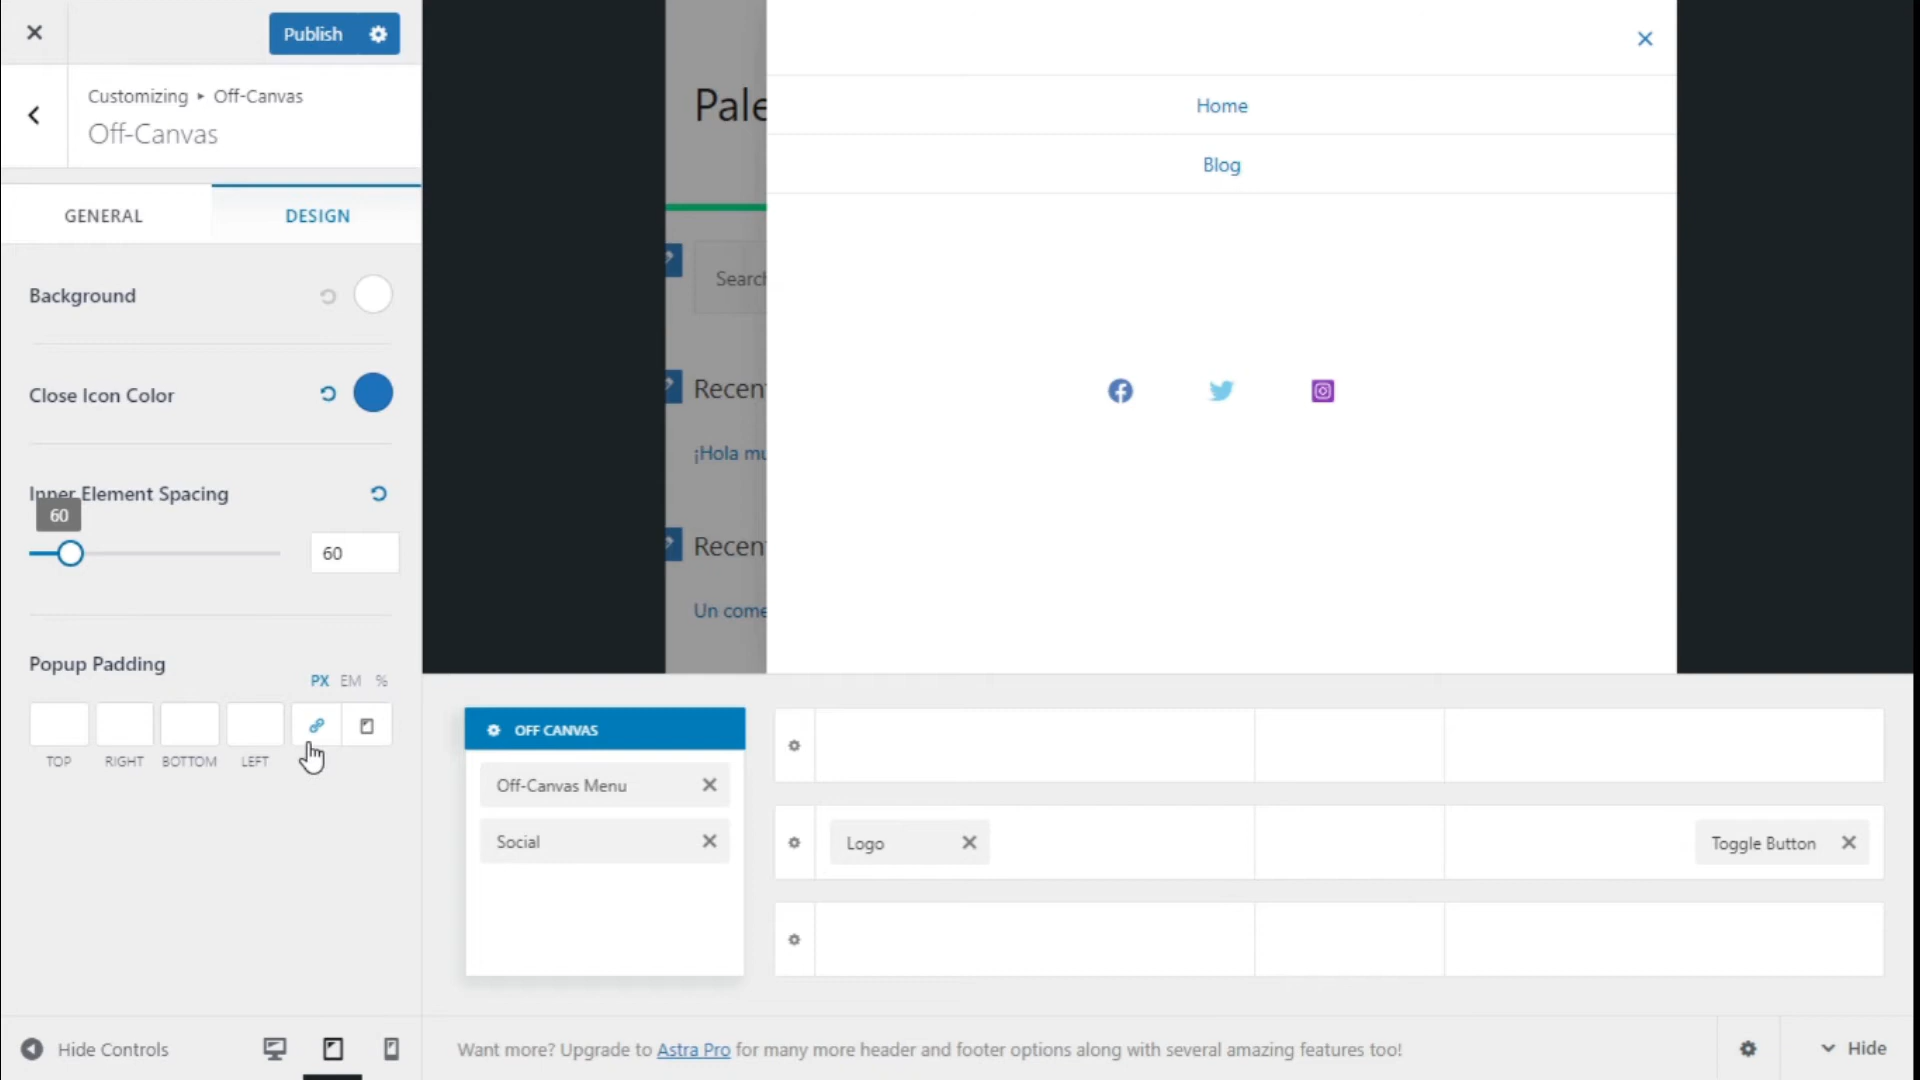 Publish
Customizing ▸ Off-Canvas
Off-Canvas
GENERAL
DESIGN
Background
Close Icon Color
Inner Element Spacing
60
60
Popup Padding
PX EM %
TOP RIGHT BOTTOM LEFT
Hide Controls
Pale
Search
Recen
¡Hola mu
Recen
Un come
Home
Blog
OFF CANVAS
Off-Canvas Menu
Social
Logo
Toggle Button
Want more? Upgrade to Astra Pro for many more header and footer options along with several amazing features too!
Hide